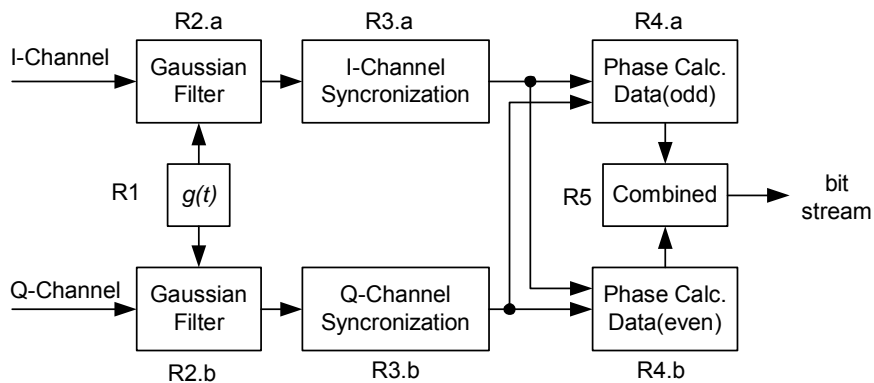 R2.a
R3.a
R4.a
I-Channel
Gaussian
Filter
I-Channel
Syncronization
Phase Calc.
Data(odd)
R1
g(t)
R5
Combined
bit
stream
Q-Channel
Gaussian
Filter
Q-Channel
Syncronization
Phase Calc.
Data(even)
R2.b
R3.b
R4.b